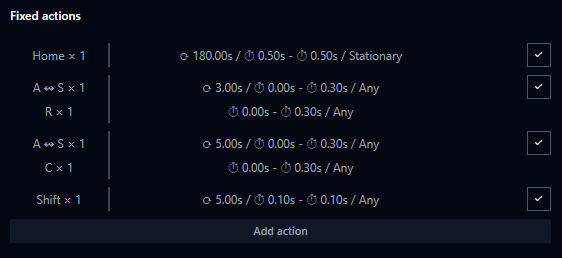 Fixed actions
Home × 1 ⟳ 180.00s / ⏱ 0.50s - ⏱ 0.50s / Stationary
A ↭ S × 1 ⟳ 3.00s / ⏱ 0.00s - ⏱ 0.30s / Any
R × 1 ⏱ 0.00s - ⏱ 0.30s / Any
A ↭ S × 1 ⟳ 5.00s / ⏱ 0.00s - ⏱ 0.30s / Any
C × 1 ⏱ 0.00s - ⏱ 0.30s / Any
Shift × 1 ⟳ 5.00s / ⏱ 0.10s - ⏱ 0.10s / Any
Add action